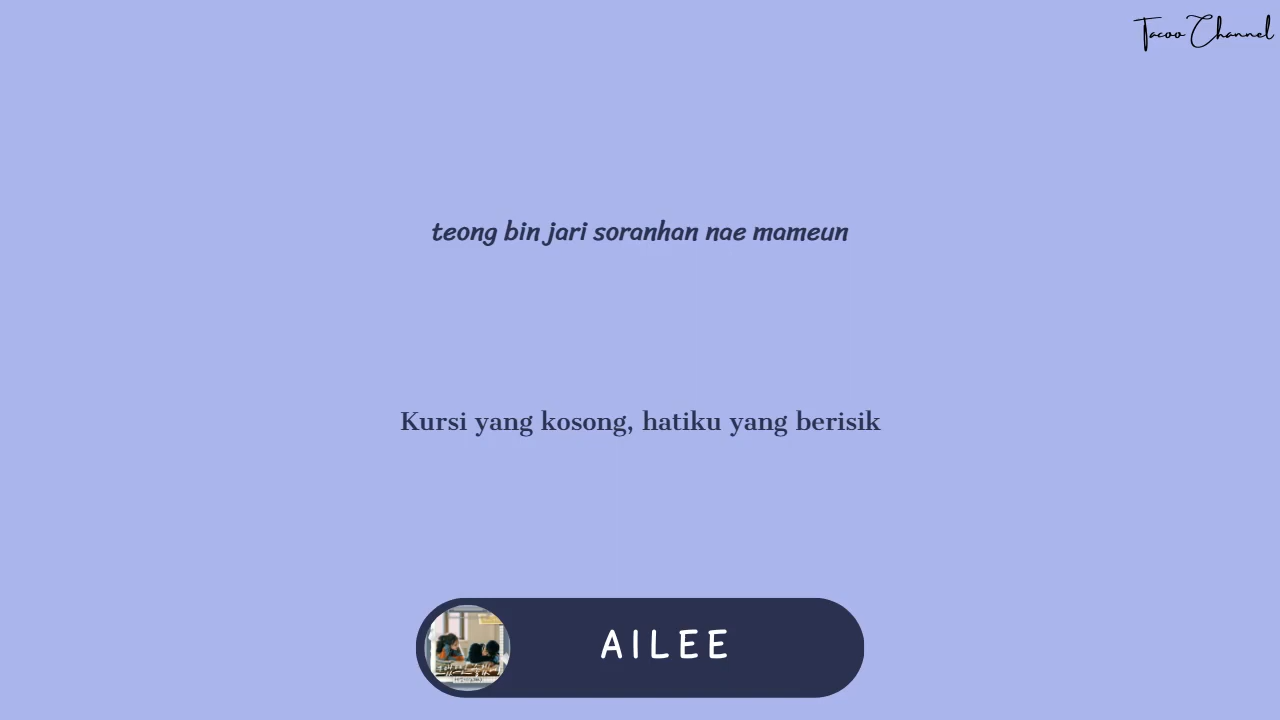 Tacoo Channel
teong bin jari soranhan nae mameun
Kursi yang kosong, hatiku yang berisik
AILEE